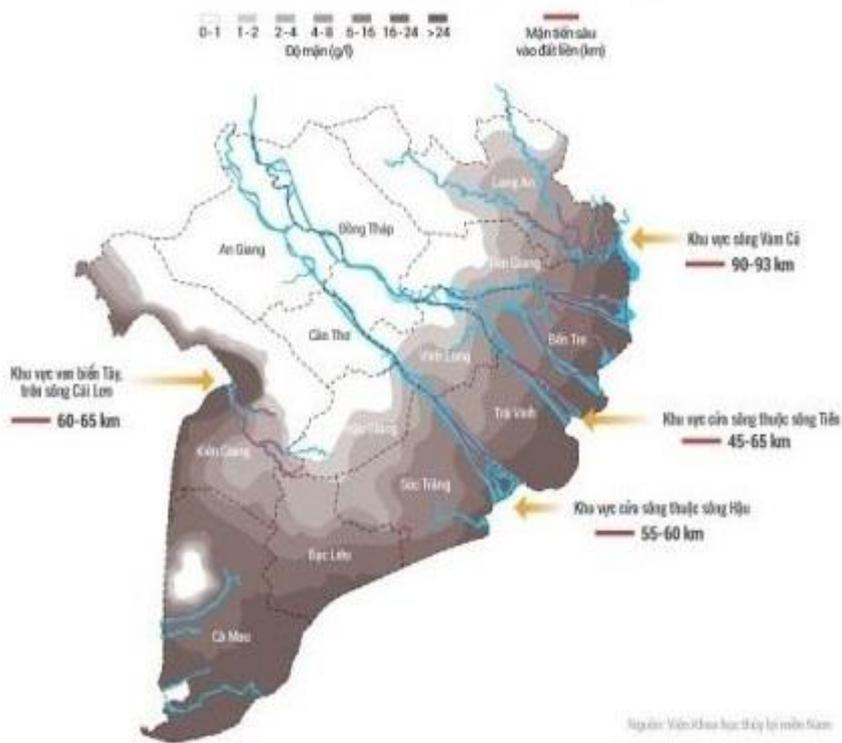 0-1 1-2 2-4 4-8 6-16 16-24 >24
Độ mặn (g/l)
Mặn tiến sâu
vào đất liền (km)
Long An
An Giang
Đồng Tháp
Khu vực sông Vàm Cỏ
90-93 km
Tiền Giang
Cần Thơ
Bến Tre
Vĩnh Long
Khu vực ven biển Tây,
trên sông Cái Lớn
60-65 km
Trà Vinh
Khu vực cửa sông thuộc sông Tiền
45-65 km
Hậu Giang
Kiên Giang
Sóc Trăng
Khu vực cửa sông thuộc sông Hậu
55-60 km
Bạc Liêu
Cà Mau
Nguồn: Viện Khoa học thủy lợi miền Nam